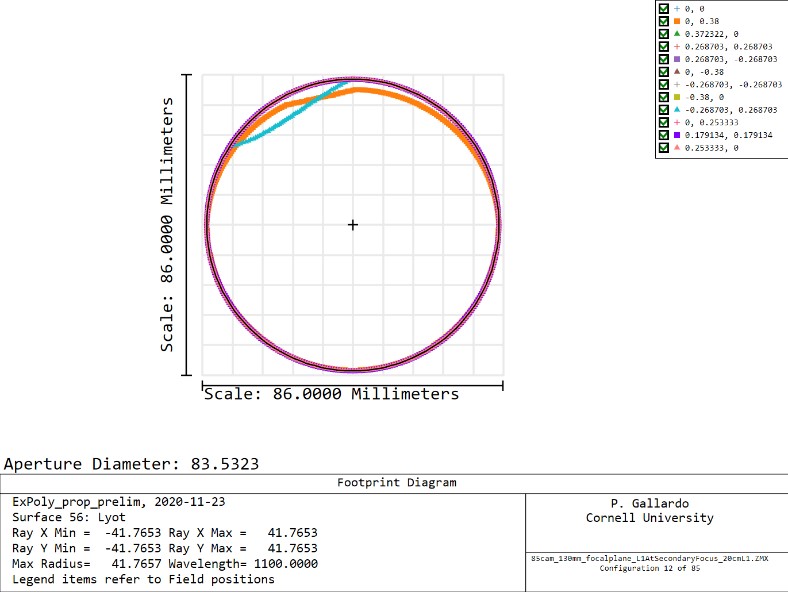 + 0, 0
0, 0.38
0.372322, 0
+ 0.268703, 0.268703
0.268703, -0.268703
0, -0.38
+ -0.268703, -0.268703
-0.38, 0
-0.268703, 0.268703
+ 0, 0.253333
0.179134, 0.179134
0.253333, 0
Scale: 86.0000 Millimeters
Scale: 86.0000 Millimeters
Aperture Diameter: 83.5323
Footprint Diagram
ExPoly_prop_prelim, 2020-11-23
Surface 56: Lyot
Ray X Min = -41.7653 Ray X Max = 41.7653
Ray Y Min = -41.7653 Ray Y Max = 41.7653
Max Radius= 41.7657 Wavelength= 1100.0000
Legend items refer to Field positions
P. Gallardo
Cornell University
85cam_130mm_focalplane_L1AtSecondaryFocus_20cmL1.ZMX
Configuration 12 of 85